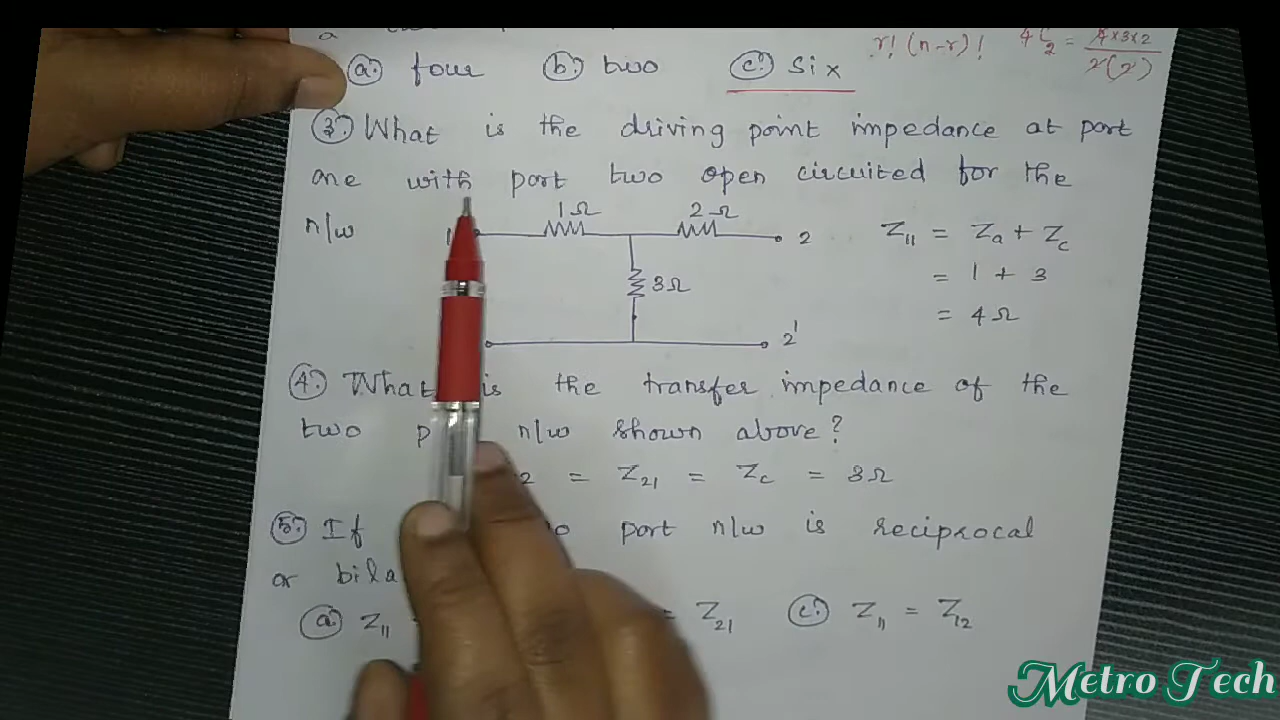 (a) four (b) two (c) Six
r! (n-r)! 4C2 = 4×3×2 / 2(2)
(3) What is the driving point impedance at port
one with port two open circuited for the
n/w
1Ω 2Ω
1 2 Z11 = Za + Zc
3Ω = 1 + 3
= 4Ω
2'
(4) What is the transfer impedance of the
two n/w shown above?
= Z21 = Zc = 3Ω
(5) If port n/w is reciprocal
or
(a) Z11 = Z21 (c) Z11 = Z12
Metro Tech